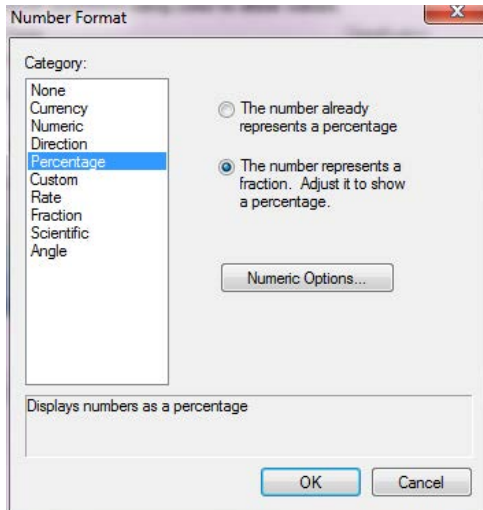 Number Format
Category:
None
Currency
Numeric
Direction
Percentage
Custom
Rate
Fraction
Scientific
Angle
The number already
represents a percentage
The number represents a
fraction. Adjust it to show
a percentage.
Numeric Options...
Displays numbers as a percentage
OK
Cancel